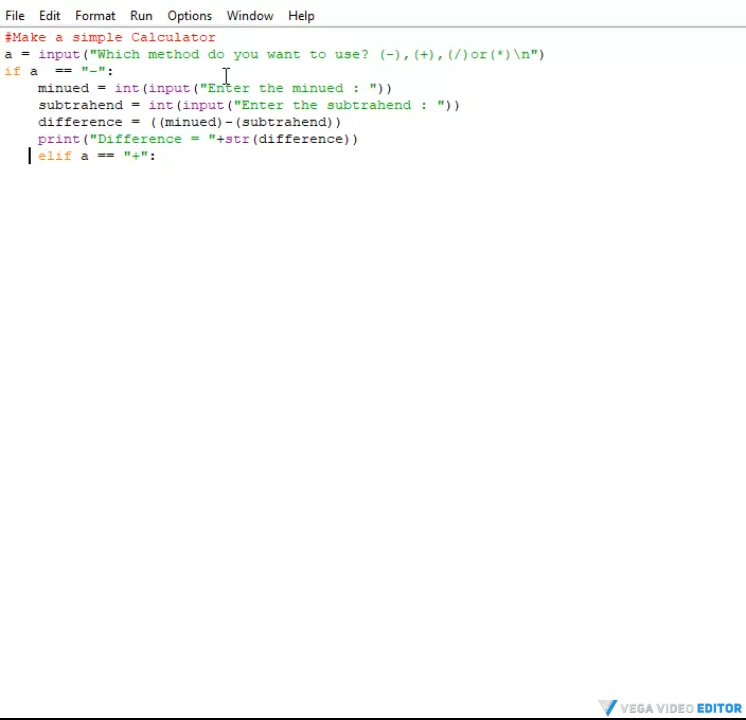 File Edit Format Run Options Window Help
#Make a simple Calculator
a = input("Which method do you want to use? (-),(+),(/)or(*)\n")
if a  == "-":
    minued = int(input("Enter the minued : "))
    subtrahend = int(input("Enter the subtrahend : "))
    difference = ((minued)-(subtrahend))
    print("Difference = "+str(difference))
    elif a == "+":
VEGA VIDEO EDITOR